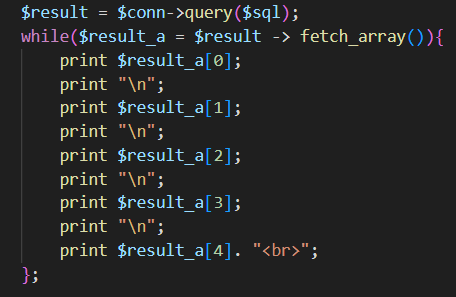 $result = $conn->query($sql);
while($result_a = $result -> fetch_array()){
print $result_a[0];
print "\n";
print $result_a[1];
print "\n";
print $result_a[2];
print "\n";
print $result_a[3];
print "\n";
print $result_a[4]. "<br>";
};